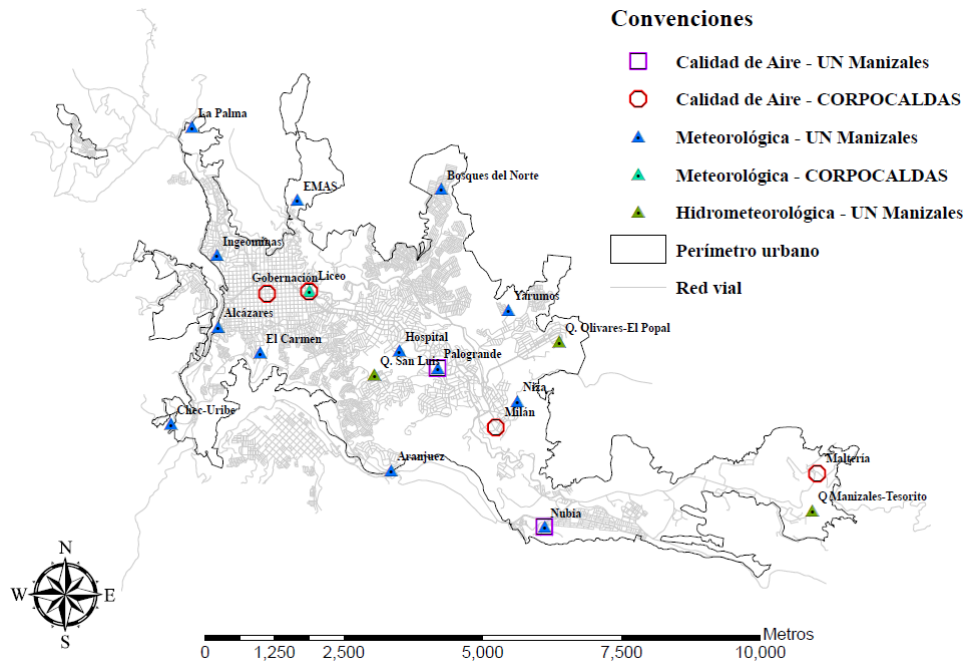 Convenciones
Calidad de Aire - UN Manizales
Calidad de Aire - CORPOCALDAS
Meteorológica - UN Manizales
Meteorológica - CORPOCALDAS
Hidrometeorológica - UN Manizales
Perímetro urbano
Red vial
La Palma
EMAS
Bosques del Norte
Ingeominas
Gobernación
Liceo
Alcázares
El Carmen
Yarumos
Q. Olivares-El Popal
Hospital
Palogrande
Q. San Luis
Niza
Milán
Chec-Uribe
Aranjuez
Maltería
Q Manizales-Tesorito
Nubia
N
W E
S
Metros
0 1,250 2,500 5,000 7,500 10,000